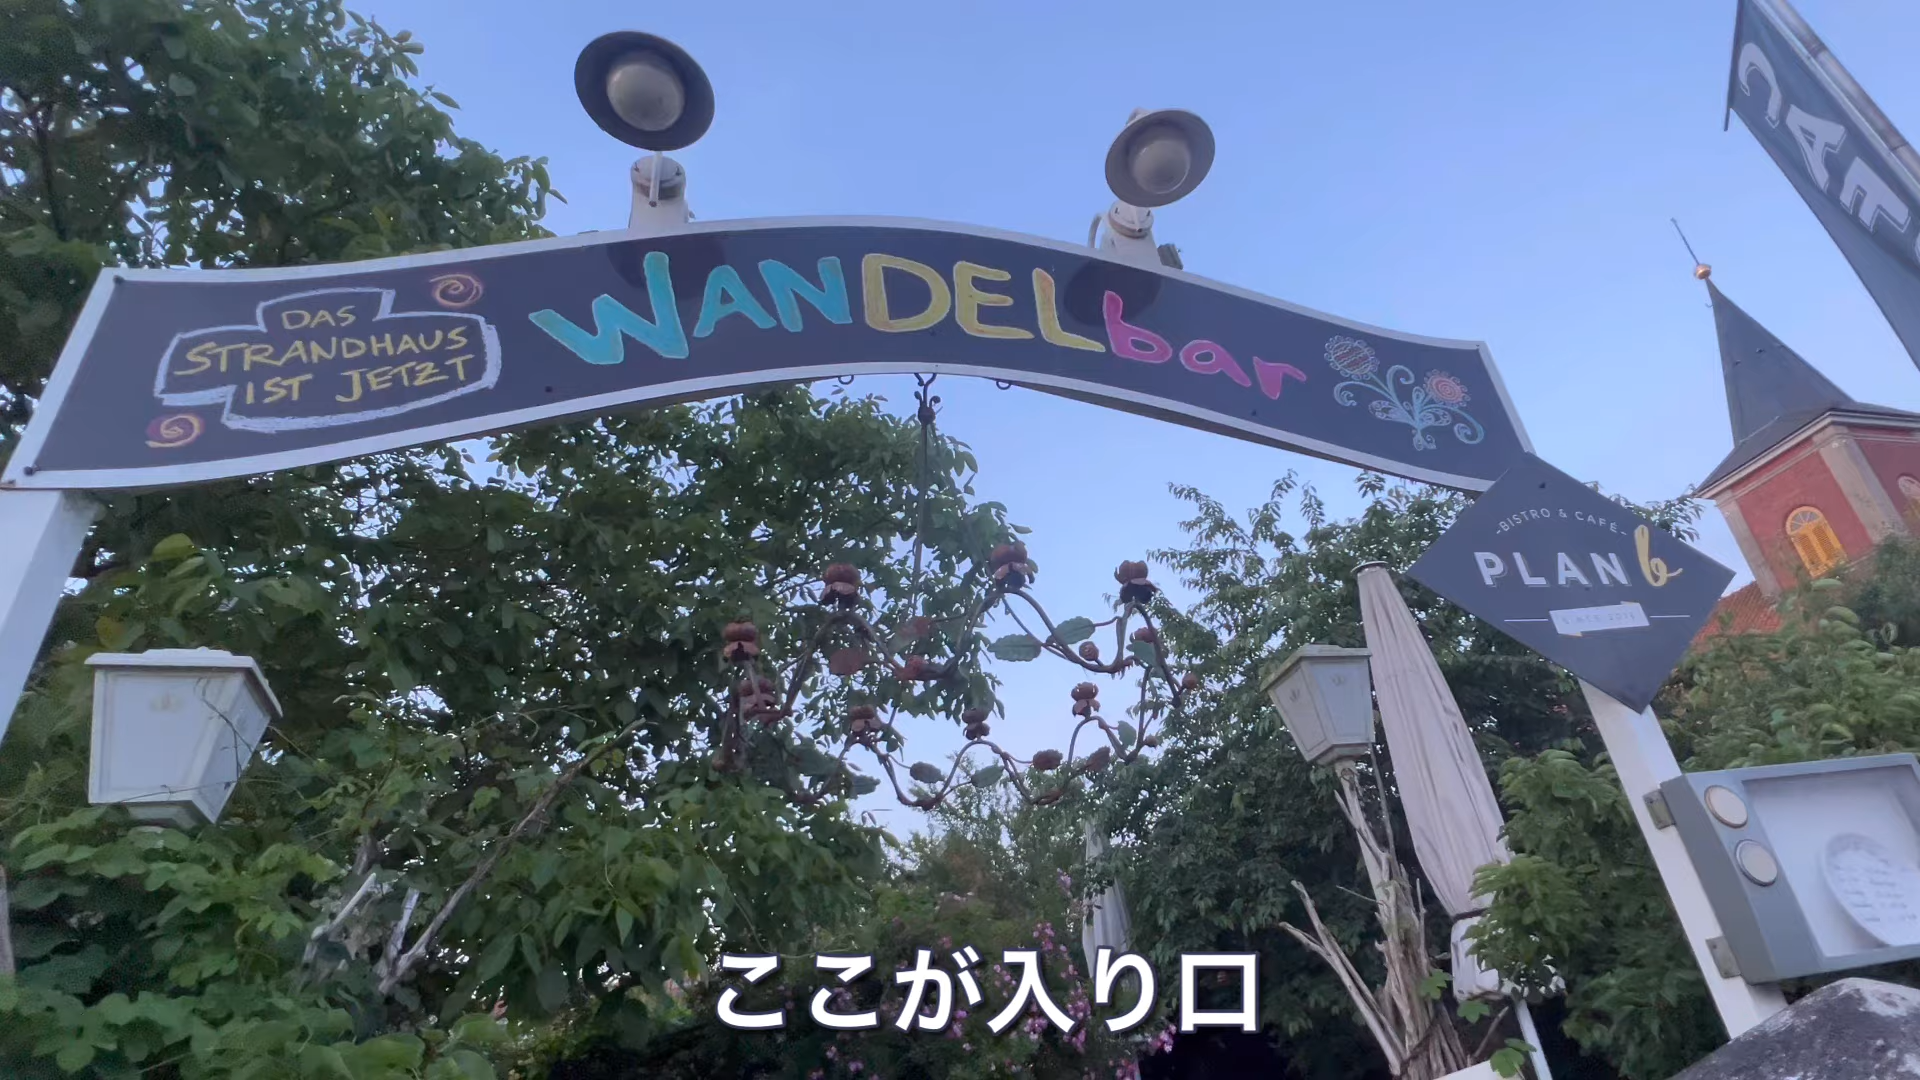 DAS
STRANDHAUS
IST JETZT
WANDELbar
-BISTRO & CAFÉ-
PLAN b
ここが入り口